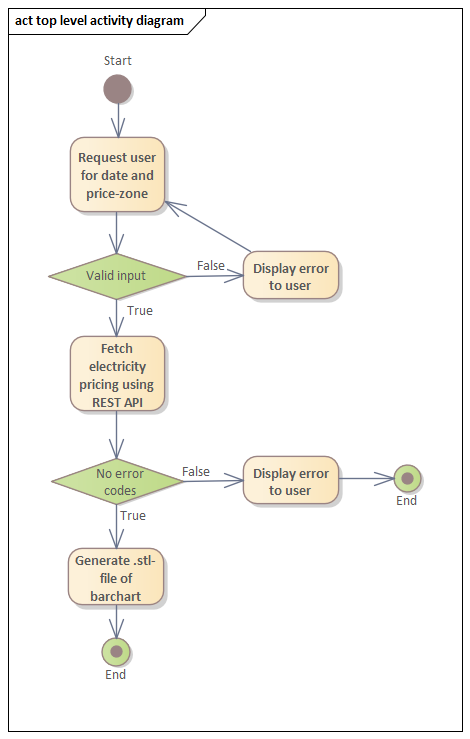 act top level activity diagram
Start
Request user
for date and
price-zone
Valid input
False
Display error
to user
True
Fetch
electricity
pricing using
REST API
No error
codes
False
Display error
to user
End
True
Generate .stl-
file of
barchart
End